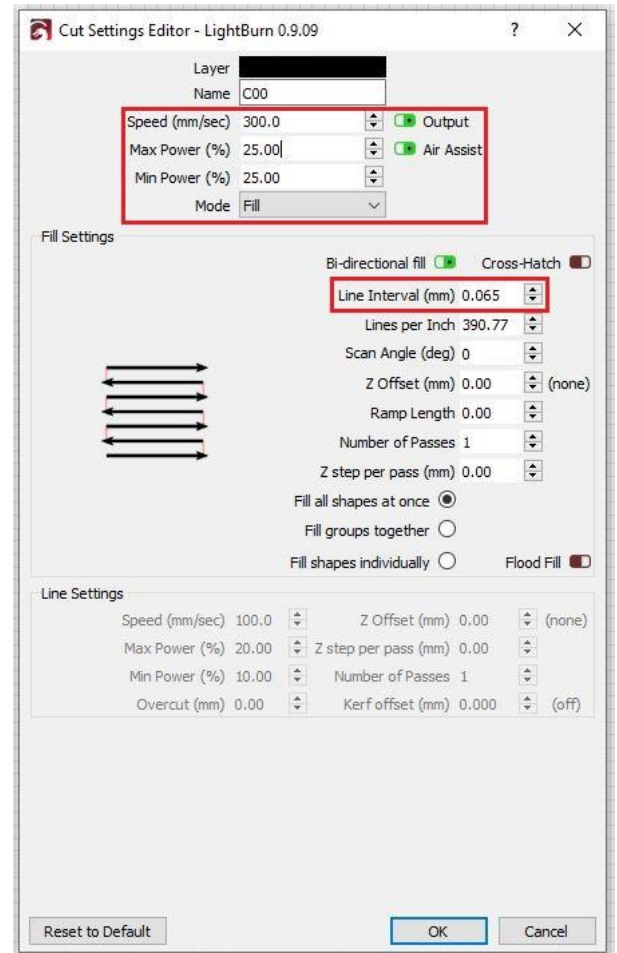 Cut Settings Editor - LightBurn 0.9.09 ? X
Layer
Name C00
Speed (mm/sec) 300.0 Output
Max Power (%) 25.00 Air Assist
Min Power (%) 25.00
Mode Fill
Fill Settings
Bi-directional fill Cross-Hatch
Line Interval (mm) 0.065
Lines per Inch 390.77
Scan Angle (deg) 0
Z Offset (mm) 0.00 (none)
Ramp Length 0.00
Number of Passes 1
Z step per pass (mm) 0.00
Fill all shapes at once
Fill groups together
Fill shapes individually Flood Fill
Line Settings
Speed (mm/sec) 100.0 Z Offset (mm) 0.00 (none)
Max Power (%) 20.00 Z step per pass (mm) 0.00
Min Power (%) 10.00 Number of Passes 1
Overcut (mm) 0.00 Kerf offset (mm) 0.000 (off)
Reset to Default OK Cancel